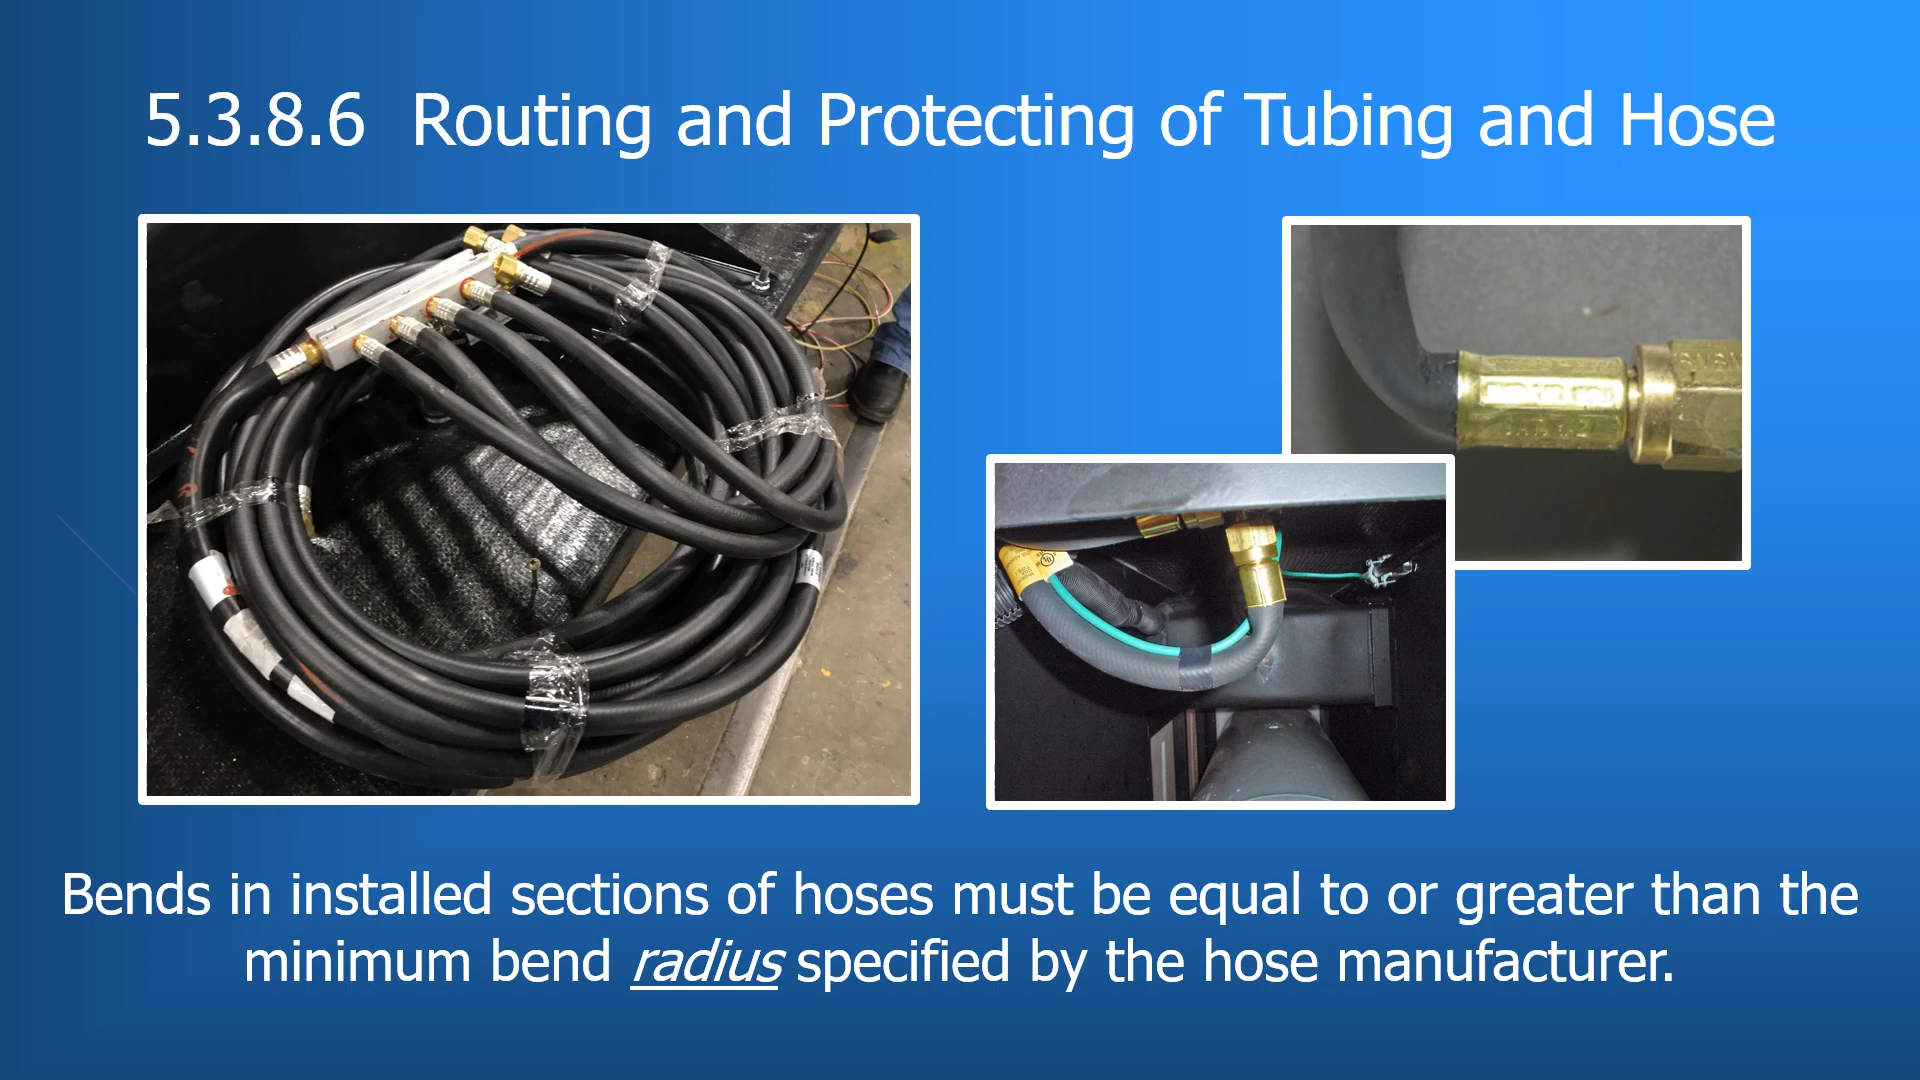 5.3.8.6 Routing and Protecting of Tubing and Hose
Bends in installed sections of hoses must be equal to or greater than the
minimum bend radius specified by the hose manufacturer.